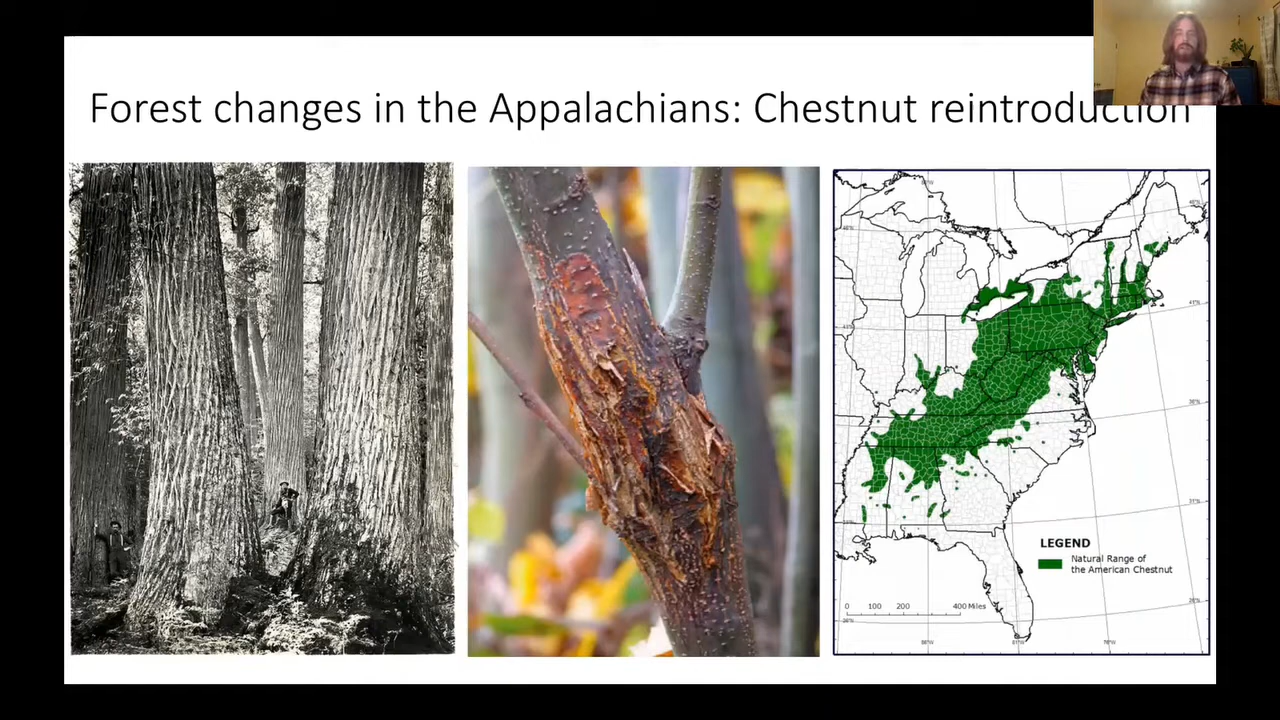 Forest changes in the Appalachians: Chestnut reintroduction
LEGEND
Natural Range of
the American Chestnut
0 100 200 400 Miles